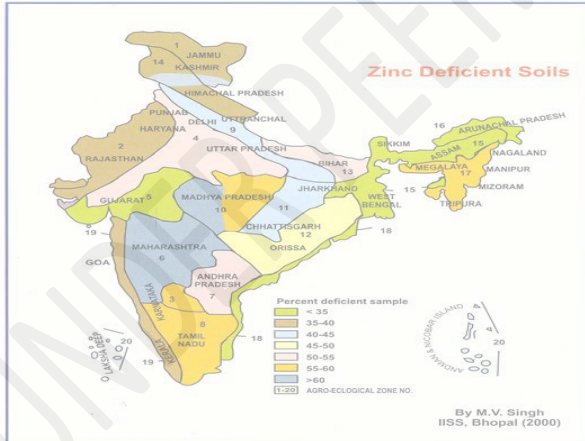 Zinc Deficient Soils
1
JAMMU
14
KASHMIR
HIMACHAL PRADESH
PUNJAB
DELHI UTTRANCHAL
HARYANA
2
4
9
UTTAR PRADESH
RAJASTHAN
SIKKIM
16
ARUNACHAL PRADESH
ASSAM
15
NAGALAND
MEGALAYA
17
MANIPUR
MIZORAM
TRIPURA
15
BIHAR
13
GUJARAT
5
MADHYA PRADESH
10
JHARKHAND
WEST
BENGAL
11
CHHATTISGARH
12
ORISSA
18
19
MAHARASHTRA
6
GOA
ANDHRA
PRADESH
7
KARNATAKA
3
8
TAMIL
NADU
KERALA
18
19
LAKSHADEEP
20
ANDMAN & NICOBAR ISLAND
20
Percent deficient sample
< 35
35-40
40-45
45-50
50-55
55-60
>60
1-20 AGRO-ECLOGICAL ZONE NO.
By M.V. Singh
IISS, Bhopal (2000)